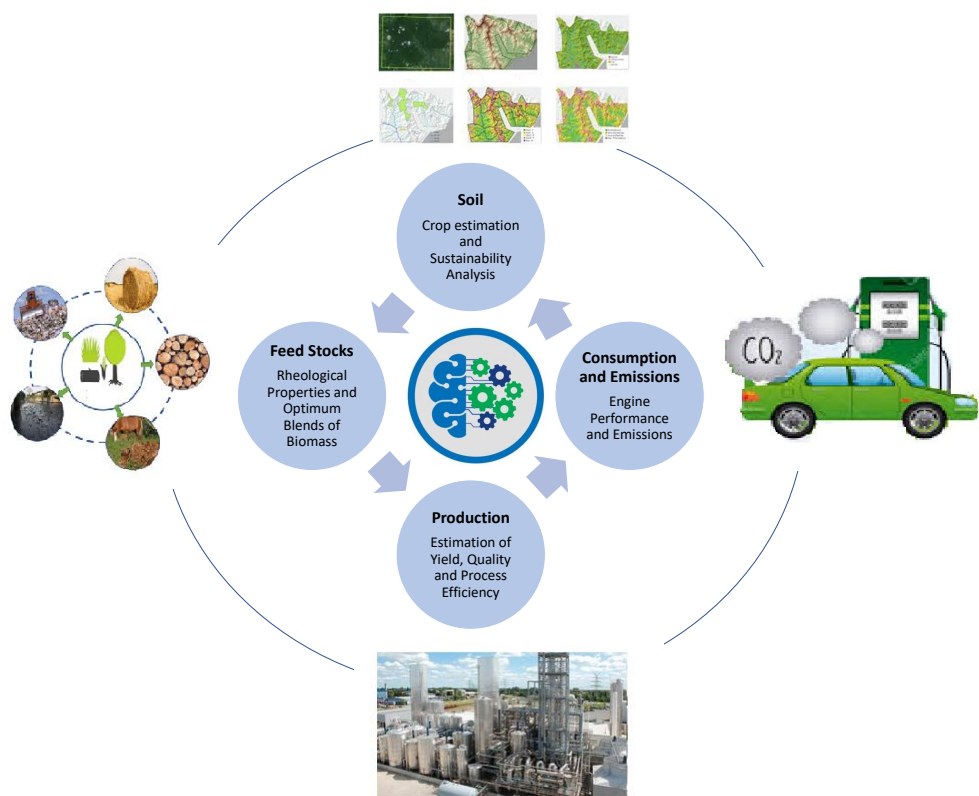 Soil
Crop estimation
and
Sustainability
Analysis
Feed Stocks
Rheological
Properties and
Optimum
Blends of
Biomass
Consumption
and Emissions
Engine
Performance
and Emissions
CO₂
Production
Estimation of
Yield, Quality
and Process
Efficiency